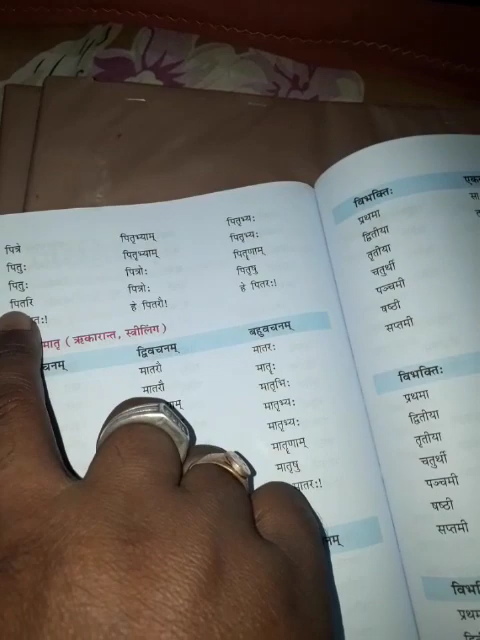 पित्रे पितृभ्याम् पितृभ्यः
पितुः पितृभ्याम् पितृभ्यः
पितुः पित्रोः पितृणाम्
पितरि पित्रोः पितृषु
हे पितरौ! हे पितरः!
मातृ (ऋकारान्त, स्त्रीलिंग)
द्विवचनम् बहुवचनम्
मातरौ मातरः
मातरौ मातृः
मातृभिः
मातृभ्यः
मातृणाम्
मातृषु
विभक्तिः
प्रथमा
द्वितीया
तृतीया
चतुर्थी
पञ्चमी
षष्ठी
सप्तमी
विभक्तिः
प्रथमा
द्वितीया
तृतीया
चतुर्थी
पञ्चमी
षष्ठी
सप्तमी